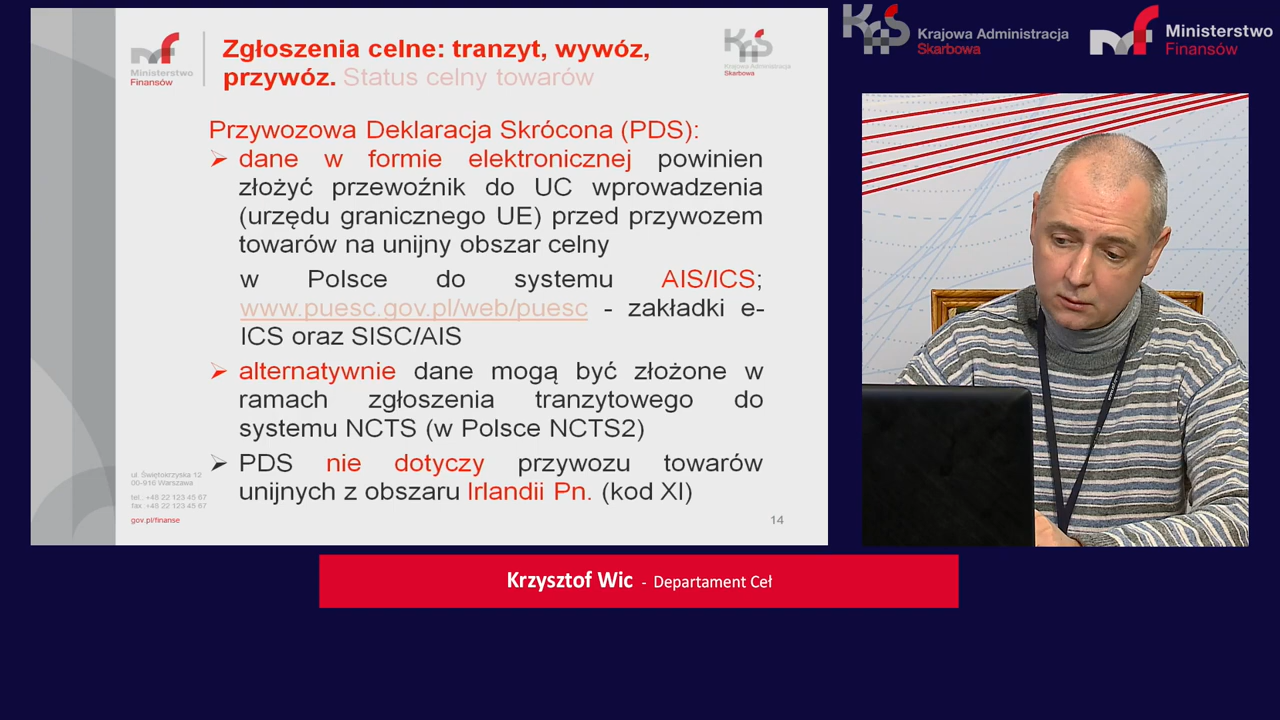 Ministerstwo
Finansów
Zgłoszenia celne: tranzyt, wywóz,
przywóz. Status celny towarów
KAS
Krajowa Administracja
Skarbowa
Przywozowa Deklaracja Skrócona (PDS):
➢ dane w formie elektronicznej powinien
złożyć przewoźnik do UC wprowadzenia
(urzędu granicznego UE) przed przywozem
towarów na unijny obszar celny
w Polsce do systemu AIS/ICS;
www.puesc.gov.pl/web/puesc - zakładki e-
ICS oraz SISC/AIS
➢ alternatywnie dane mogą być złożone w
ramach zgłoszenia tranzytowego do
systemu NCTS (w Polsce NCTS2)
➢ PDS nie dotyczy przywozu towarów
unijnych z obszaru Irlandii Pn. (kod XI)
ul. Świętokrzyska 12
00-916 Warszawa
tel.: +48 22 123 45 67
fax :+48 22 123 45 67
gov.pl/finanse
14
KAS
Krajowa Administracja
Skarbowa
Ministerstwo
Finansów
Krzysztof Wic - Departament Ceł